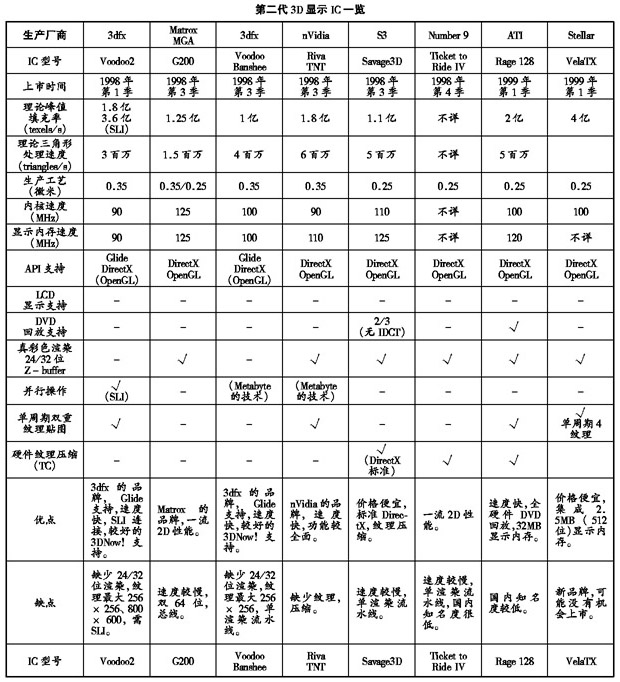 第二代 3D 显示 IC 一览
生产厂商 3dfx Matrox MGA 3dfx nVidia S3 Number 9 ATI Stellar
IC 型号 Voodoo2 G200 Voodoo Banshee Riva TNT Savage3D Ticket to Ride IV Rage 128 VelaTX
上市时间 1998 年第 1 季 1998 年第 3 季 1998 年第 3 季 1998 年第 3 季 1998 年第 3 季 1998 年第 4 季 1999 年第 1 季 1999 年第 1 季
理论峰值填充率 (texels/s) 1.8 亿 3.6 亿 (SLI) 1.25 亿 1 亿 1.8 亿 1.1 亿 不详 2 亿 4 亿
理论三角形处理速度 (triangles/s) 3 百万 1.5 百万 4 百万 6 百万 5 百万 不详 5 百万
生产工艺 (微米) 0.35 0.35/0.25 0.35 0.35 0.25 0.25 0.25 0.25
内核速度 (MHz) 90 125 100 90 110 不详 100 100
显示内存速度 (MHz) 90 125 100 110 125 不详 120 不详
API 支持 Glide DirectX (OpenGL) DirectX OpenGL Glide DirectX (OpenGL) DirectX OpenGL DirectX OpenGL DirectX OpenGL DirectX OpenGL DirectX OpenGL
LCD 显示支持 – – – – – – – –
DVD 回放支持 – – – – 2/3 (无 IDCT) – √ –
真彩色渲染 24/32 位 Z – buffer – √ – √ √ √ √ √
并行操作 √ (SLI) – (Metabyte 的技术) (Metabyte 的技术) – – – –
单周期双重纹理贴图 √ – – √ – – √ √ 单周期 4 纹理
硬件纹理压缩 (TC) – – – – √ (DirectX 标准) √ √ –
优点 3dfx 的品牌, Glide 支持,速度快, SLI 连接,较好的 3DNow! 支持。 Matrox 的品牌,一流 2D 性能。 3dfx 的品牌, Glide 支持,速度快,较好的 3DNow! 支持。 nVidia 的品牌, 速度快,功能较全面。 价格便宜,标准 DirectX,纹理压缩。 一流 2D 性能。 速度快,全硬件 DVD 回放,32MB 显示内存。 价格便宜,集成 2.5MB (512 位)显示内存。
缺点 缺少 24/32 位渲染,纹理最大 256 × 256、800 × 600, 需 SLI。 速度较慢,双 64 位,总线。 缺少 24/32 位渲染,纹理最大 256 × 256, 单渲染流水线。 缺少纹理,压缩。 速度较慢,单渲染流水线。 速度较慢,单渲染流水线,国内知名度很低。 国内知名度较低。 新品牌,可能没有机会上市。
IC 型号 Voodoo2 G200 Voodoo Banshee Riva TNT Savage3D Ticket to Ride IV Rage 128 VelaTX